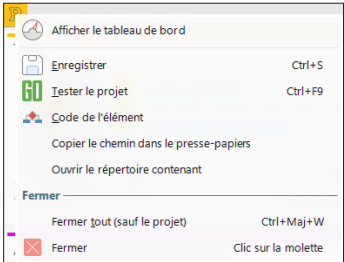 P
Afficher le tableau de bord
Enregistrer Ctrl+S
GO Tester le projet Ctrl+F9
Code de l'élément
Copier le chemin dans le presse-papiers
Ouvrir le répertoire contenant
Fermer
Fermer tout (sauf le projet) Ctrl+Maj+W
Fermer Clic sur la molette